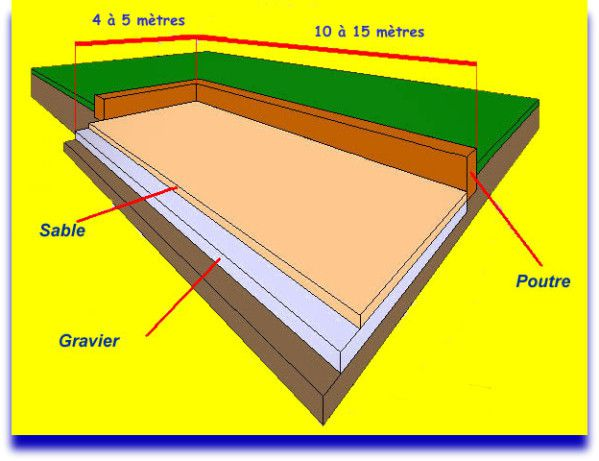 4 à 5 mètres
10 à 15 mètres
Sable
Poutre
Gravier